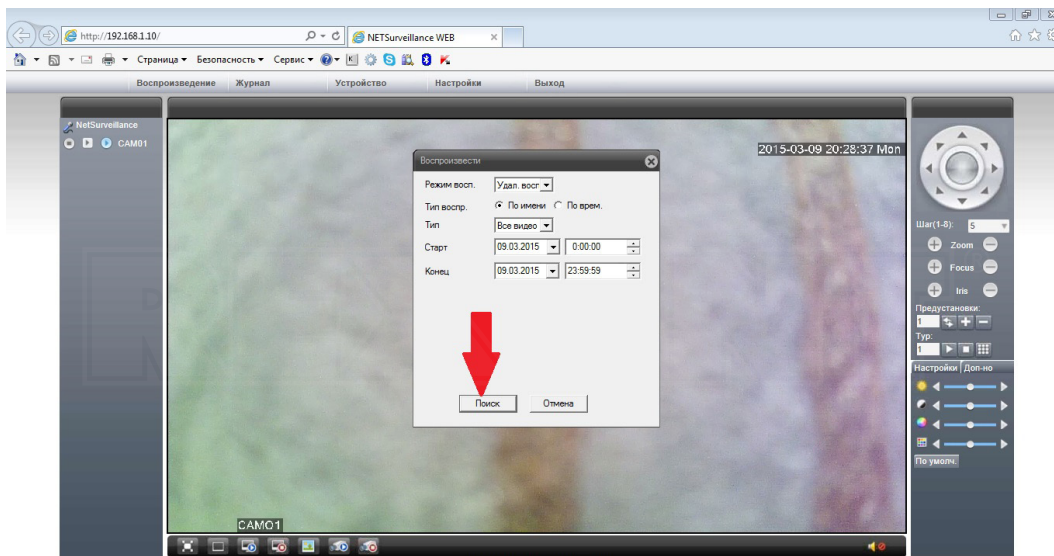 http://192.168.1.10/
NETSurveillance WEB
Страница
Безопасность
Сервис
Воспроизведение
Журнал
Устройство
Настройки
Выход
NetSurveillance
CAM01
2015-03-09 20:28:37 Mon
Воспроизвести
Режим восп.
Удал. восг
Тип воспр.
По имени
По врем.
Тип
Все видео
Старт
09.03.2015
0:00:00
Конец
09.03.2015
23:59:59
Поиск
Отмена
CAM01
Шаг(1-8):
5
Zoom
Focus
Iris
Предустановки:
1
Тур:
1
Настройки
Доп-но
По умолч.